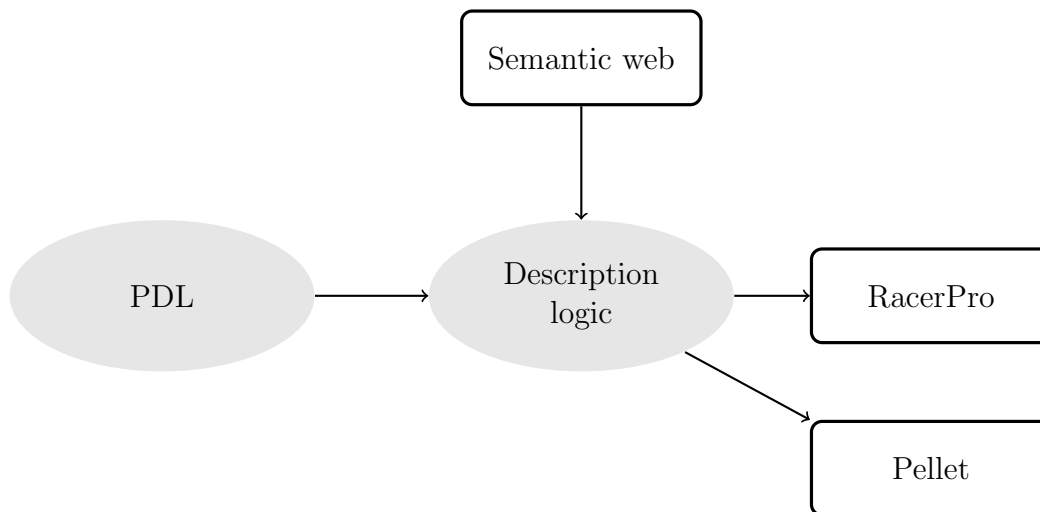 Semantic web
PDL
Description
logic
RacerPro
Pellet